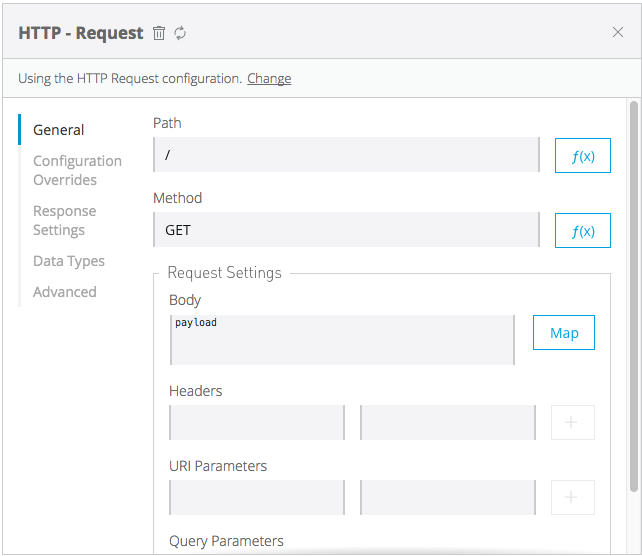 HTTP - Request
Using the HTTP Request configuration. Change
General
Configuration
Overrides
Response
Settings
Data Types
Advanced
Path
/
ƒ(x)
Method
GET
ƒ(x)
Request Settings
Body
payload
Map
Headers
+
URI Parameters
+
Query Parameters